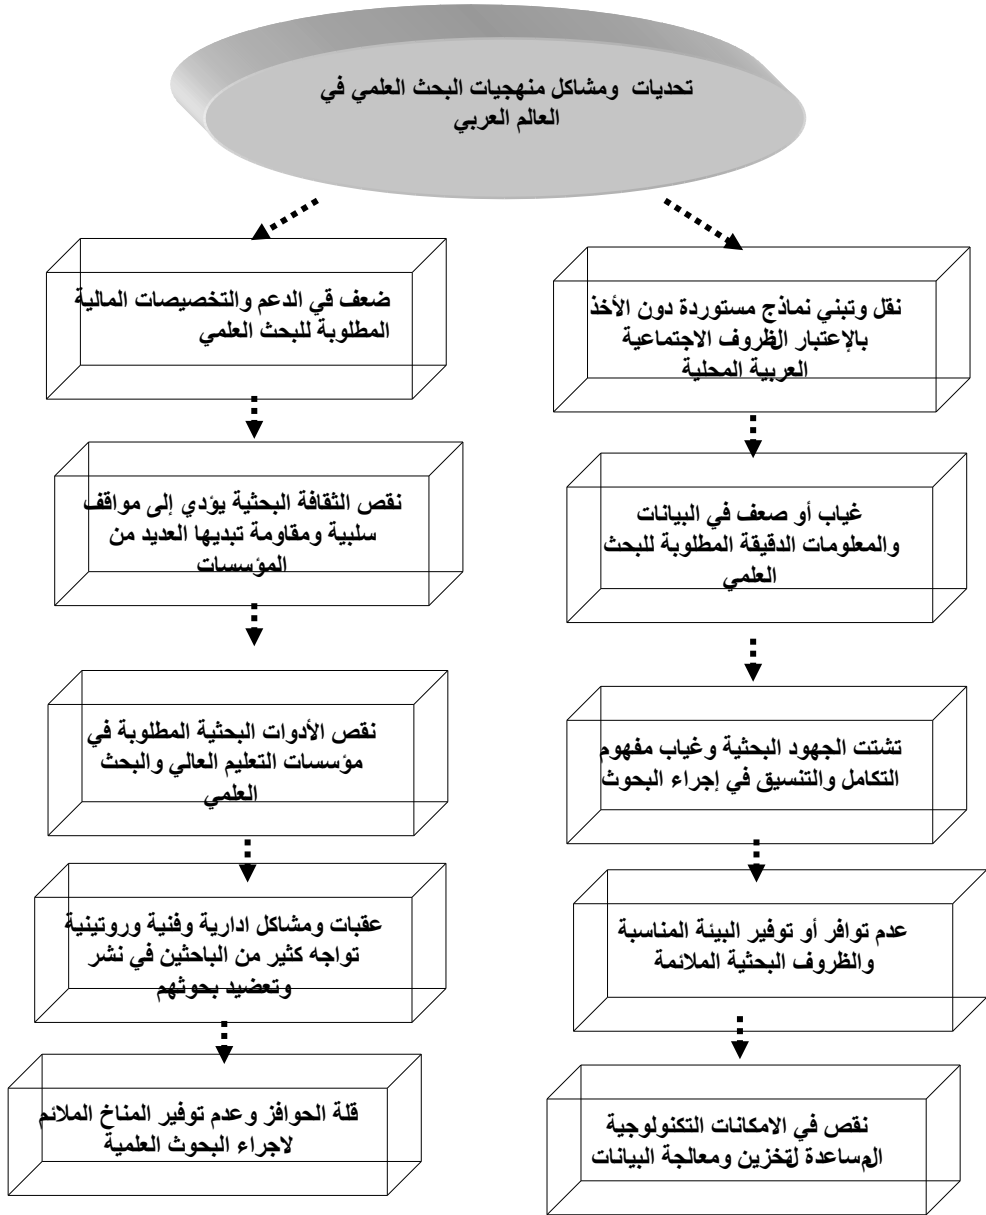 تحديات ومشاكل منهجيات البحث العلمي في
العالم العربي
نقل وتبني نماذج مستوردة دون الأخذ
بالإعتبار الظروف الاجتماعية
العربية المحلية
غياب أو صعف في البيانات
والمعلومات الدقيقة المطلوبة للبحث
العلمي
تشتت الجهود البحثية وغياب مفهوم
التكامل والتنسيق في إجراء البحوث
عدم توافر أو توفير البيئة المناسبة
والظروف البحثية الملائمة
نقص في الامكانات التكنولوجية
المساعدة لتخزين ومعالجة البيانات
ضعف قي الدعم والتخصيصات المالية
المطلوبة للبحث العلمي
نقص الثقافة البحثية يؤدي إلى مواقف
سلبية ومقاومة تبديها العديد من
المؤسسات
نقص الأدوات البحثية المطلوبة في
مؤسسات التعليم العالي والبحث
العلمي
عقبات ومشاكل ادارية وفنية وروتينية
تواجه كثير من الباحثين في نشر
وتعضيد بحوثهم
قلة الحوافز وعدم توفير المناخ الملائم
لاجراء البحوث العلمية